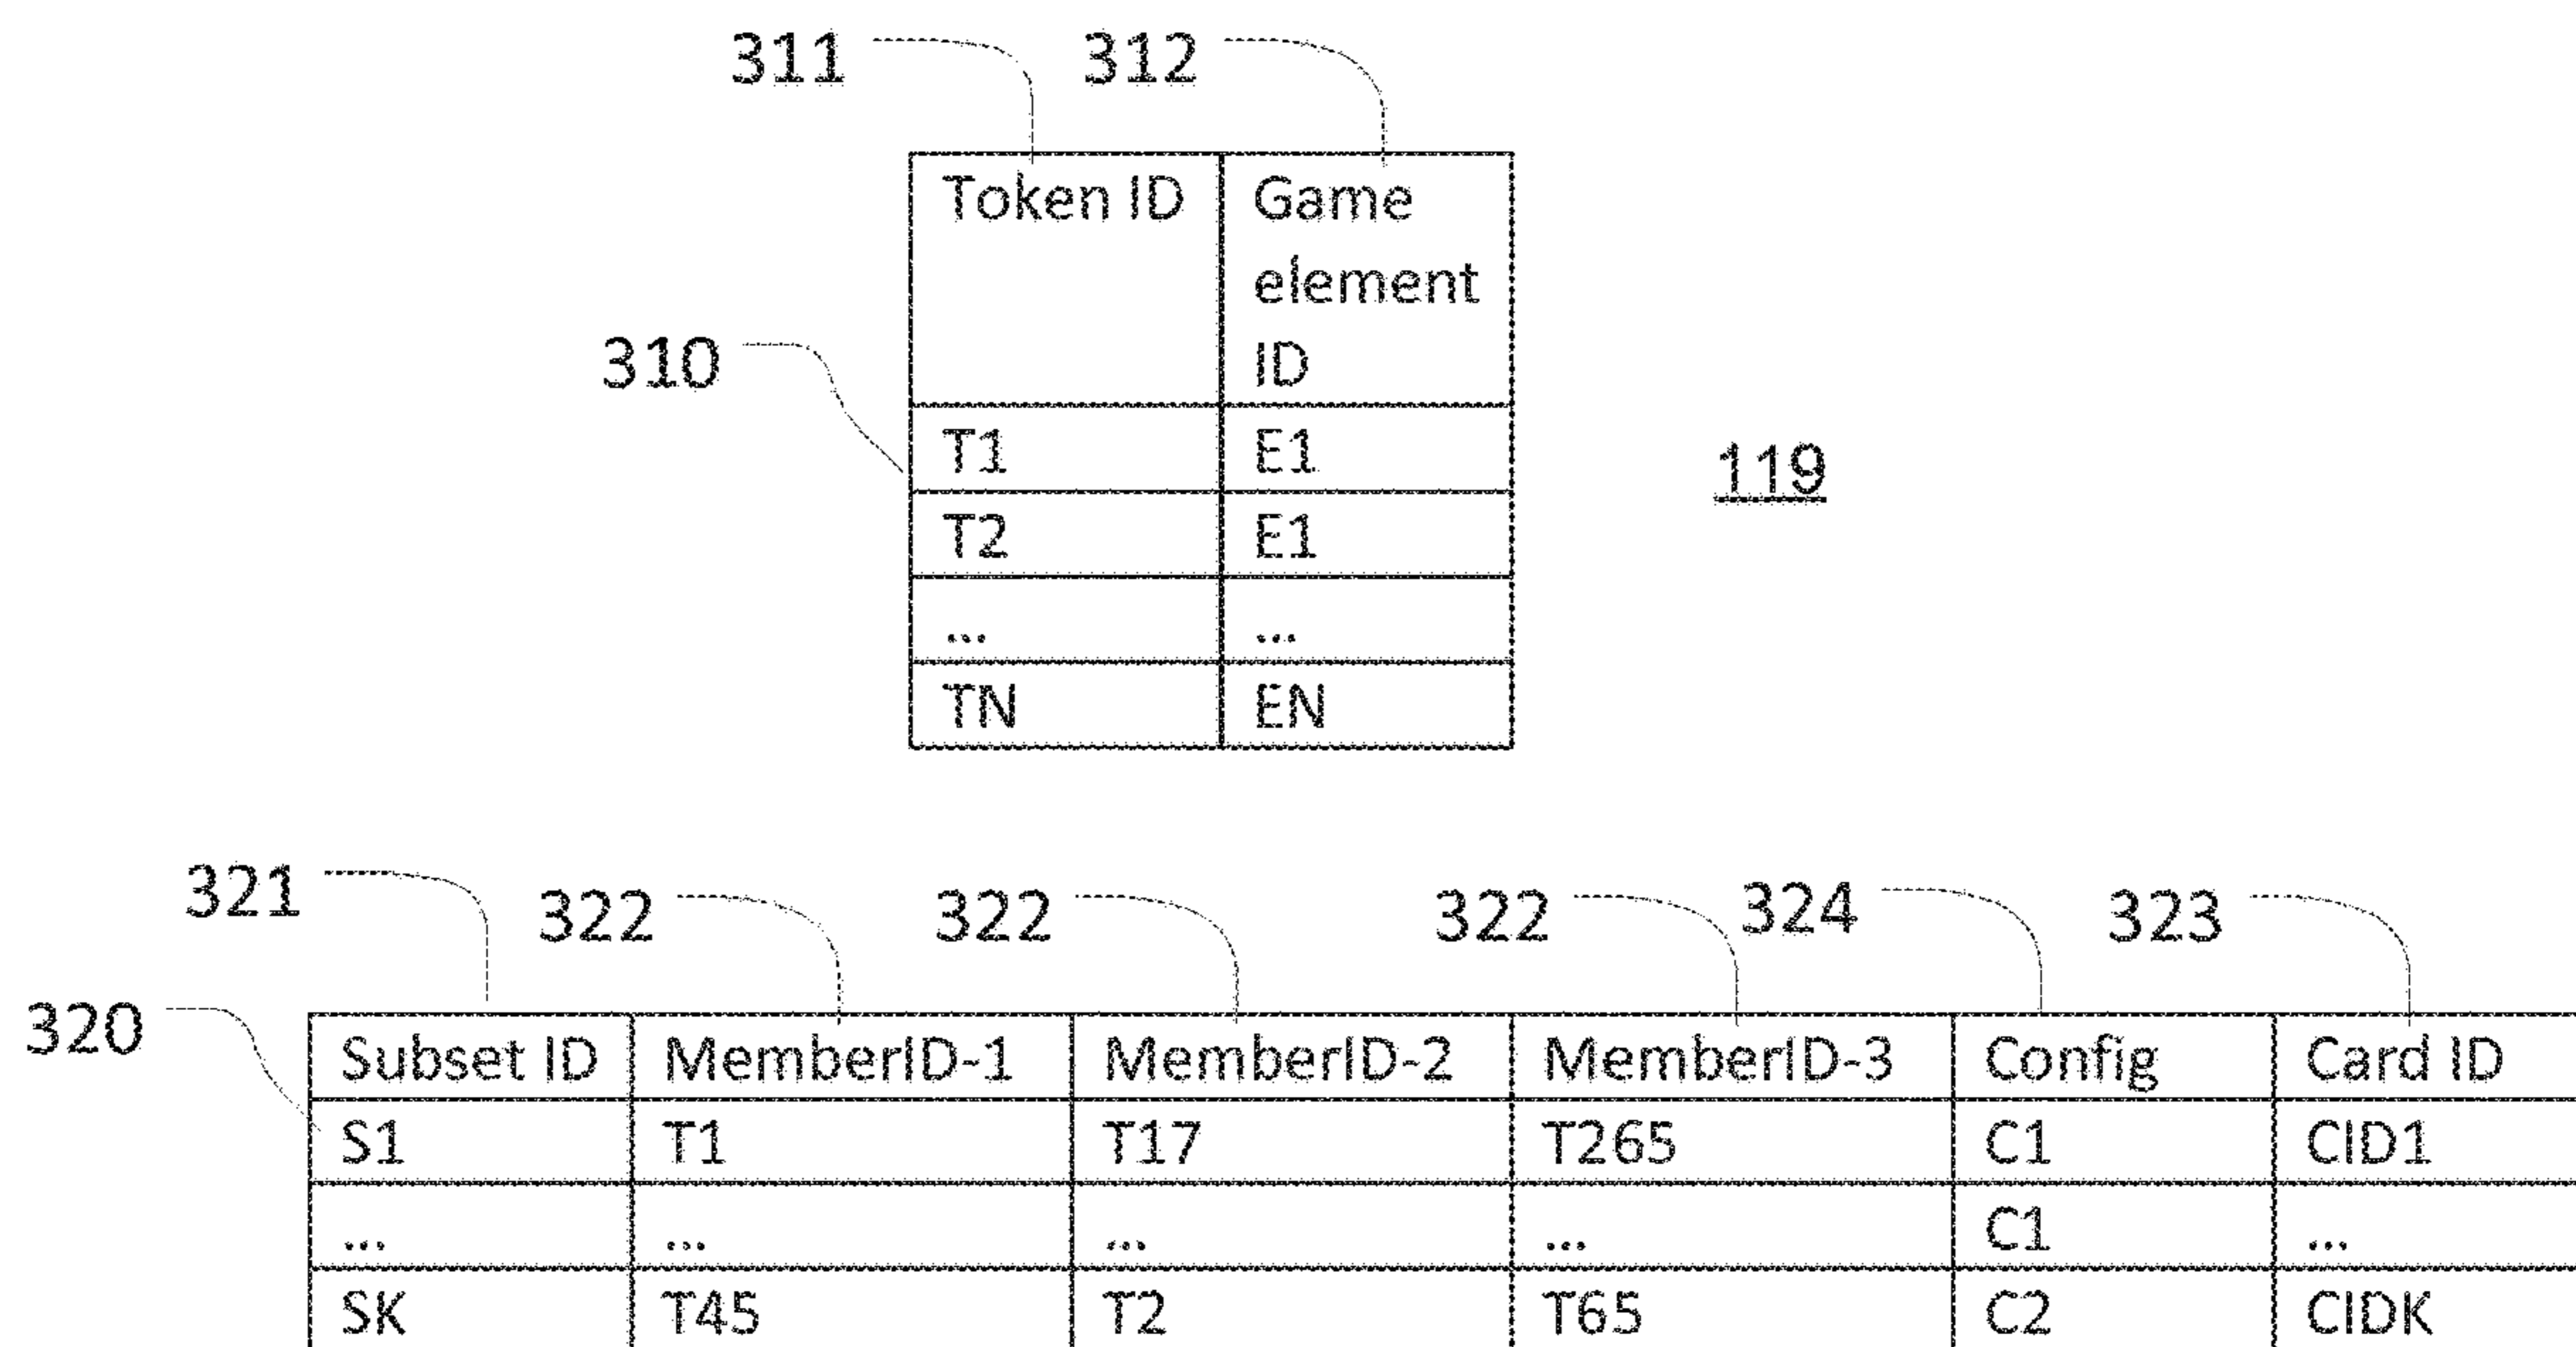 311 312
Token ID Game
element
ID
310
T1 E1
119
T2 E1
... ...
TN EN
321 322 322 322 324 323
320
Subset ID MemberID-1 MemberID-2 MemberID-3 Config Card ID
S1 T1 T17 T265 C1 CID1
... ... ... ... C1 ...
SK T45 T2 T65 C2 CIDK